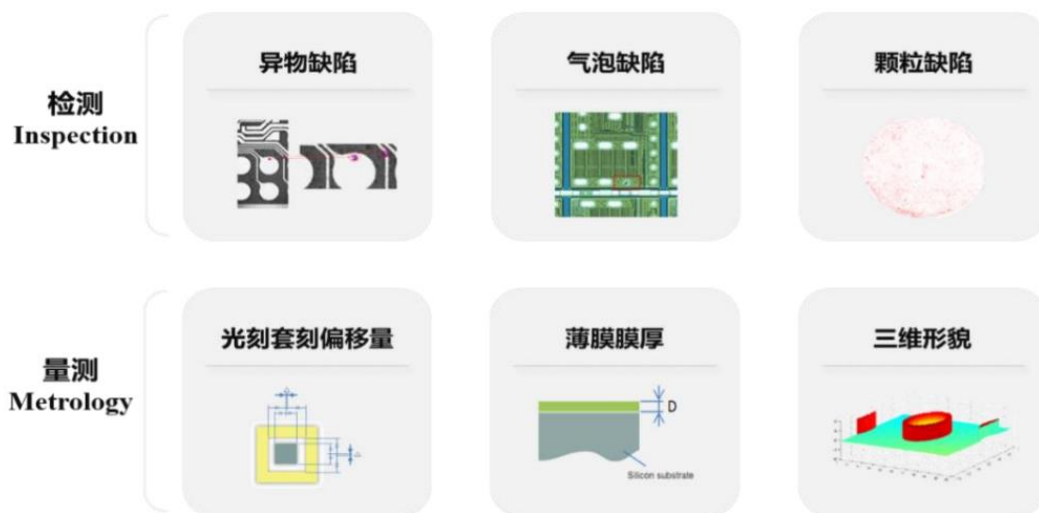 异物缺陷
气泡缺陷
颗粒缺陷
检测
Inspection
光刻套刻偏移量
薄膜膜厚
三维形貌
量测
Metrology
D
Silicon substrate